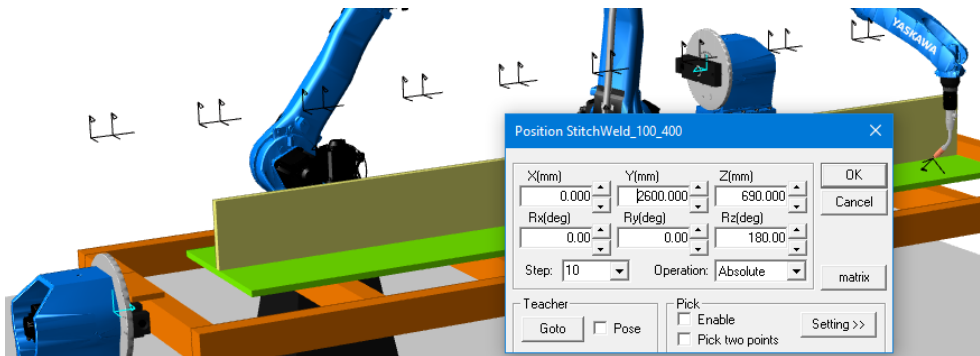 YASKAWA
Position StitchWeld_100_400
X(mm) Y(mm) Z(mm)
0.000 2600.000 690.000
Rx(deg) Ry(deg) Rz(deg)
0.00 0.00 180.00
Step: 10 Operation: Absolute
OK
Cancel
matrix
Teacher
Goto Pose
Pick
Enable
Pick two points
Setting >>